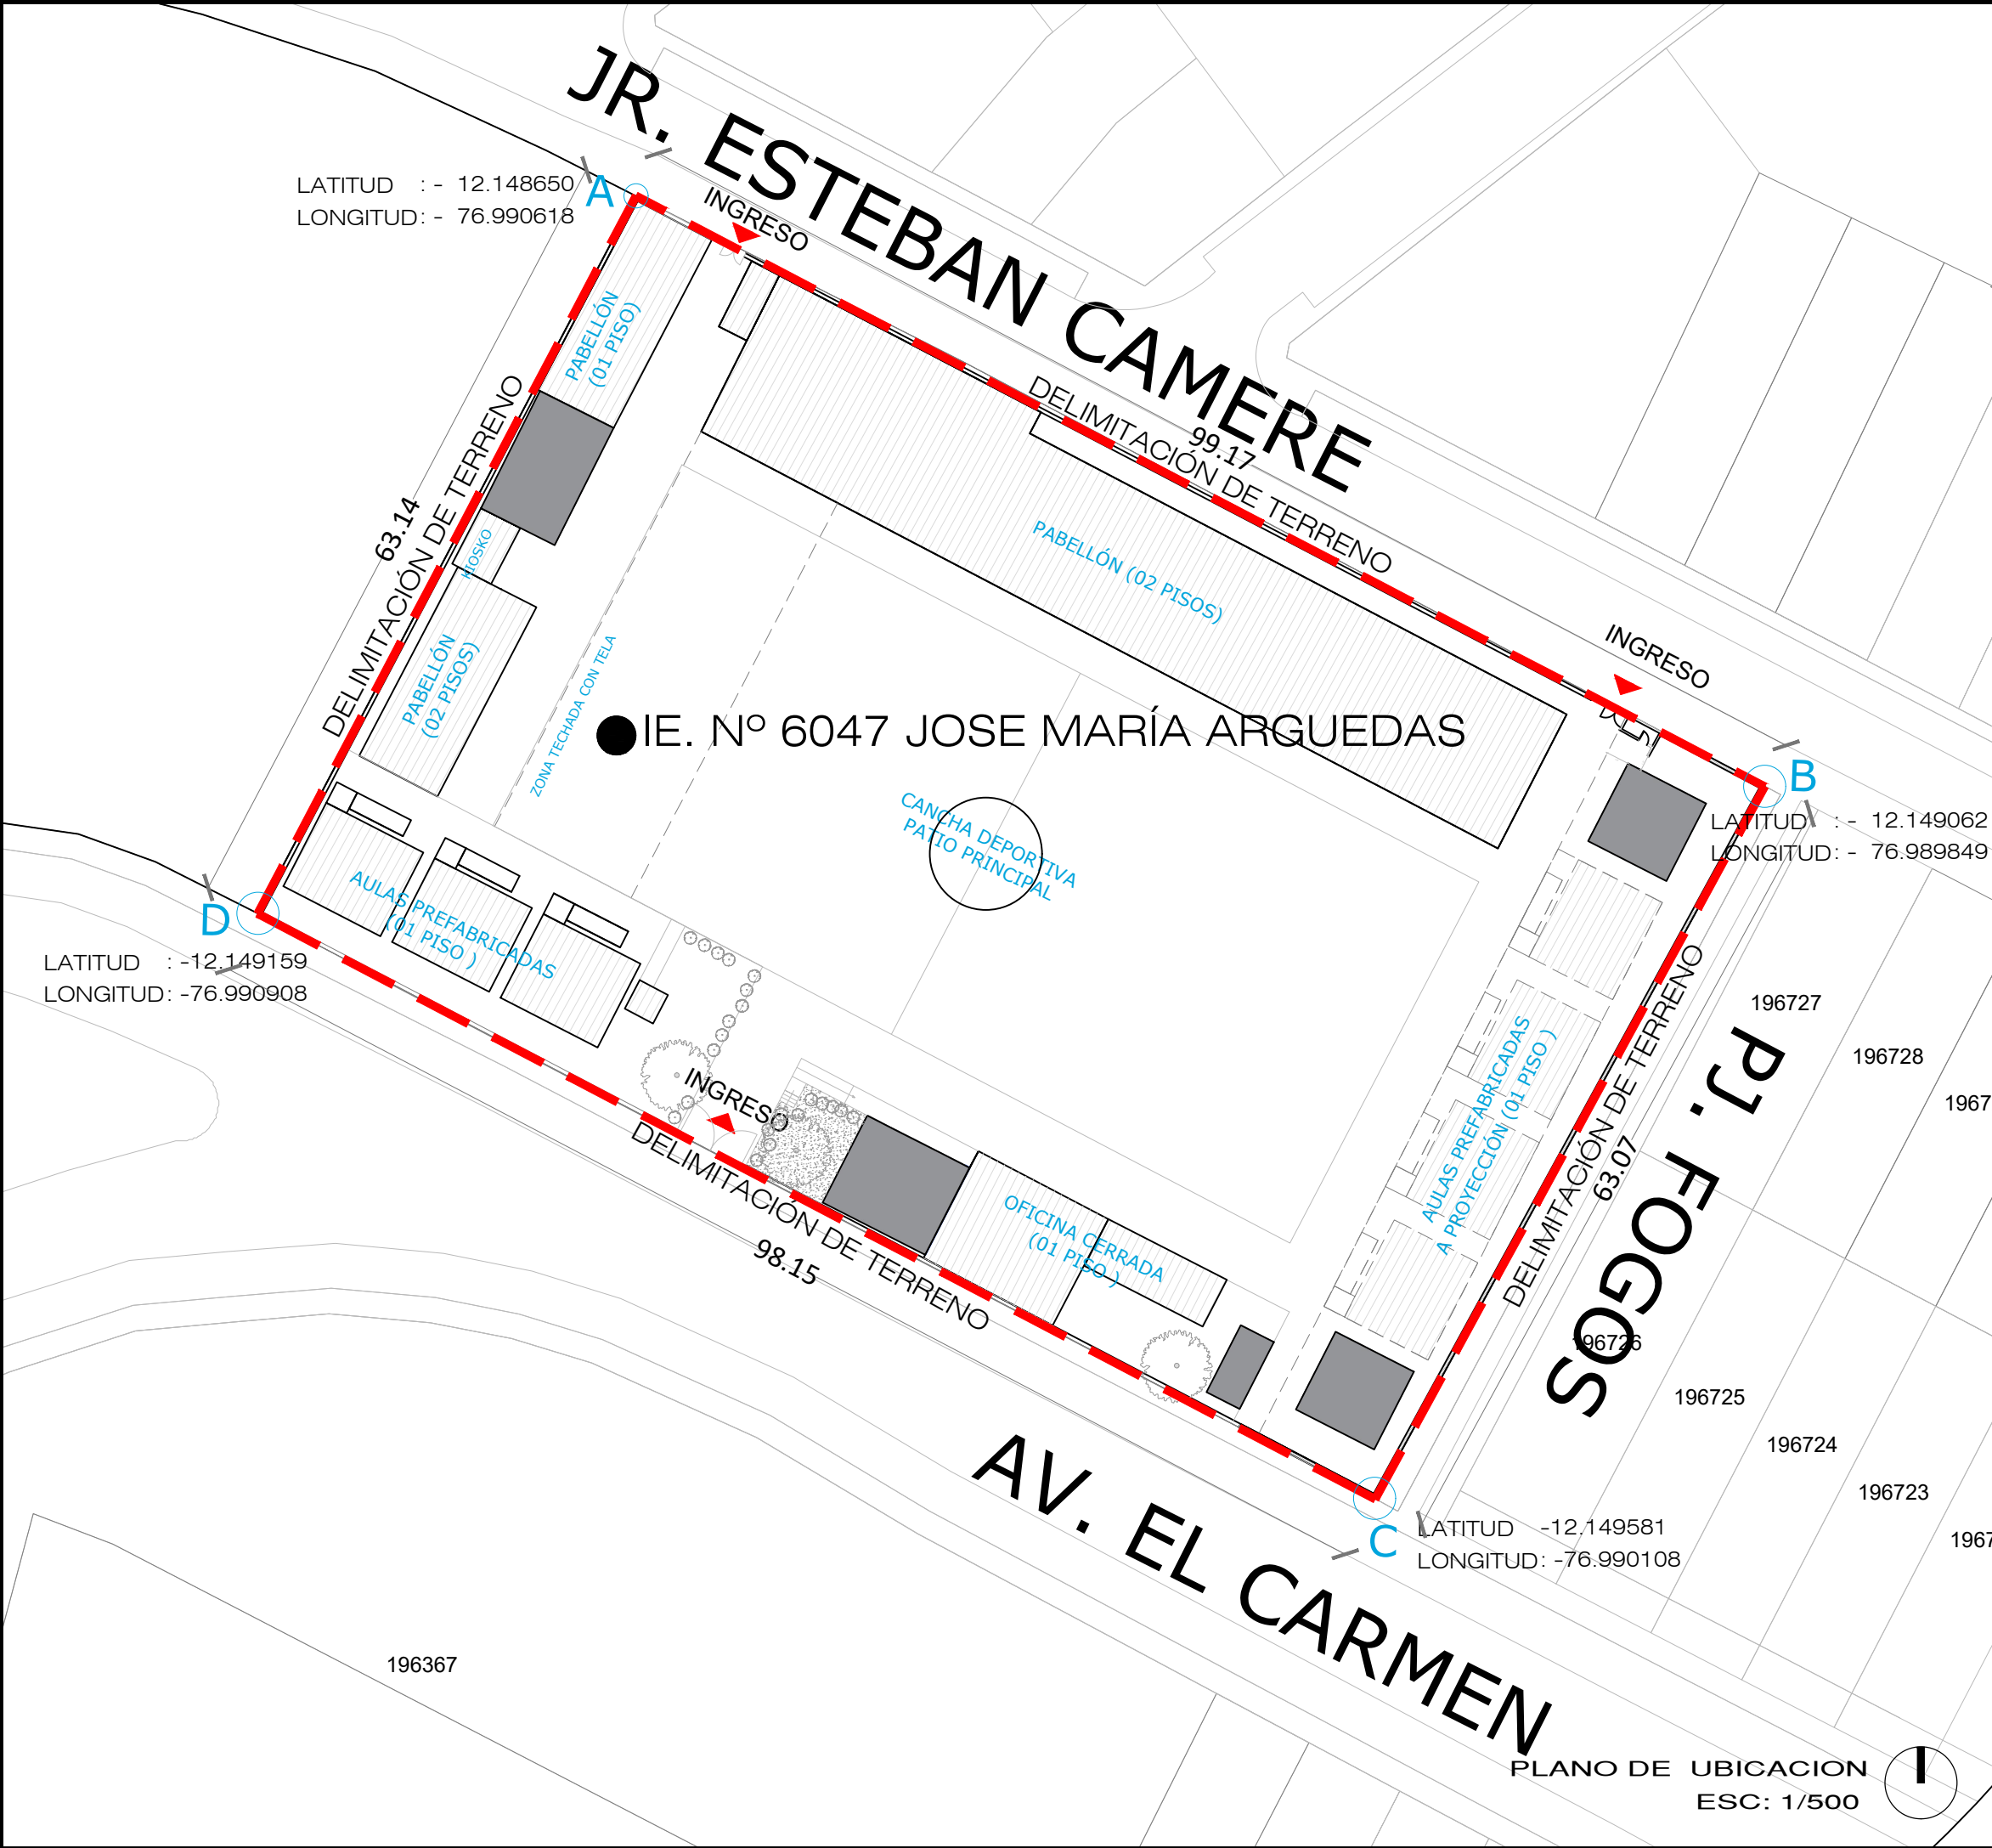 JR. ESTEBAN CAMERE
LATITUD : - 12.148650
LONGITUD: - 76.990618
A
INGRESO
PABELLÓN
(01 PISO)
DELIMITACIÓN DE TERRENO
99.17
DELIMITACIÓN DE TERRENO
63.14
KIOSKO
PABELLÓN (02 PISOS)
PABELLÓN
(02 PISOS)
ZONA TECHADA CON TELA
INGRESO
IE. Nº 6047 JOSE MARÍA ARGUEDAS
B
LATITUD : - 12.149062
LONGITUD: - 76.989849
CANCHA DEPORTIVA
PATIO PRINCIPAL
AULAS PREFABRICADAS
(01 PISO )
D
LATITUD : -12.149159
LONGITUD: -76.990908
196727
PJ. FOGOS
196728
1967
AULAS PREFABRICADAS
A PROYECCIÓN (01 PISO )
DELIMITACIÓN DE TERRENO
63.07
INGRESO
DELIMITACIÓN DE TERRENO
98.15
OFICINA CERRADA
(01 PISO )
196726
196725
196724
196723
1967
C
LATITUD -12.149581
LONGITUD: -76.990108
AV. EL CARMEN
196367
PLANO DE UBICACION
ESC: 1/500